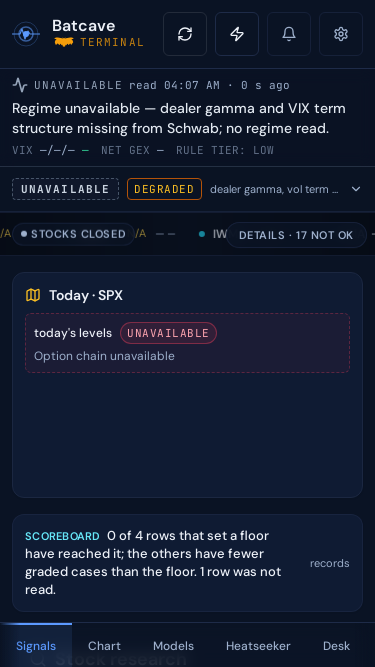 Batcave
TERMINAL
UNAVAILABLE read 04:07 AM · 0 s ago
Regime unavailable — dealer gamma and VIX term
structure missing from Schwab; no regime read.
VIX —/—/— — NET GEX — RULE TIER: LOW
UNAVAILABLE DEGRADED dealer gamma, vol term …
/A STOCKS CLOSED /A — — IW DETAILS · 17 NOT OK
Today · SPX
today's levels UNAVAILABLE
Option chain unavailable
SCOREBOARD 0 of 4 rows that set a floor
have reached it; the others have fewer
graded cases than the floor. 1 row was not
read.
records
Stock research
Signals Chart Models Heatseeker Desk